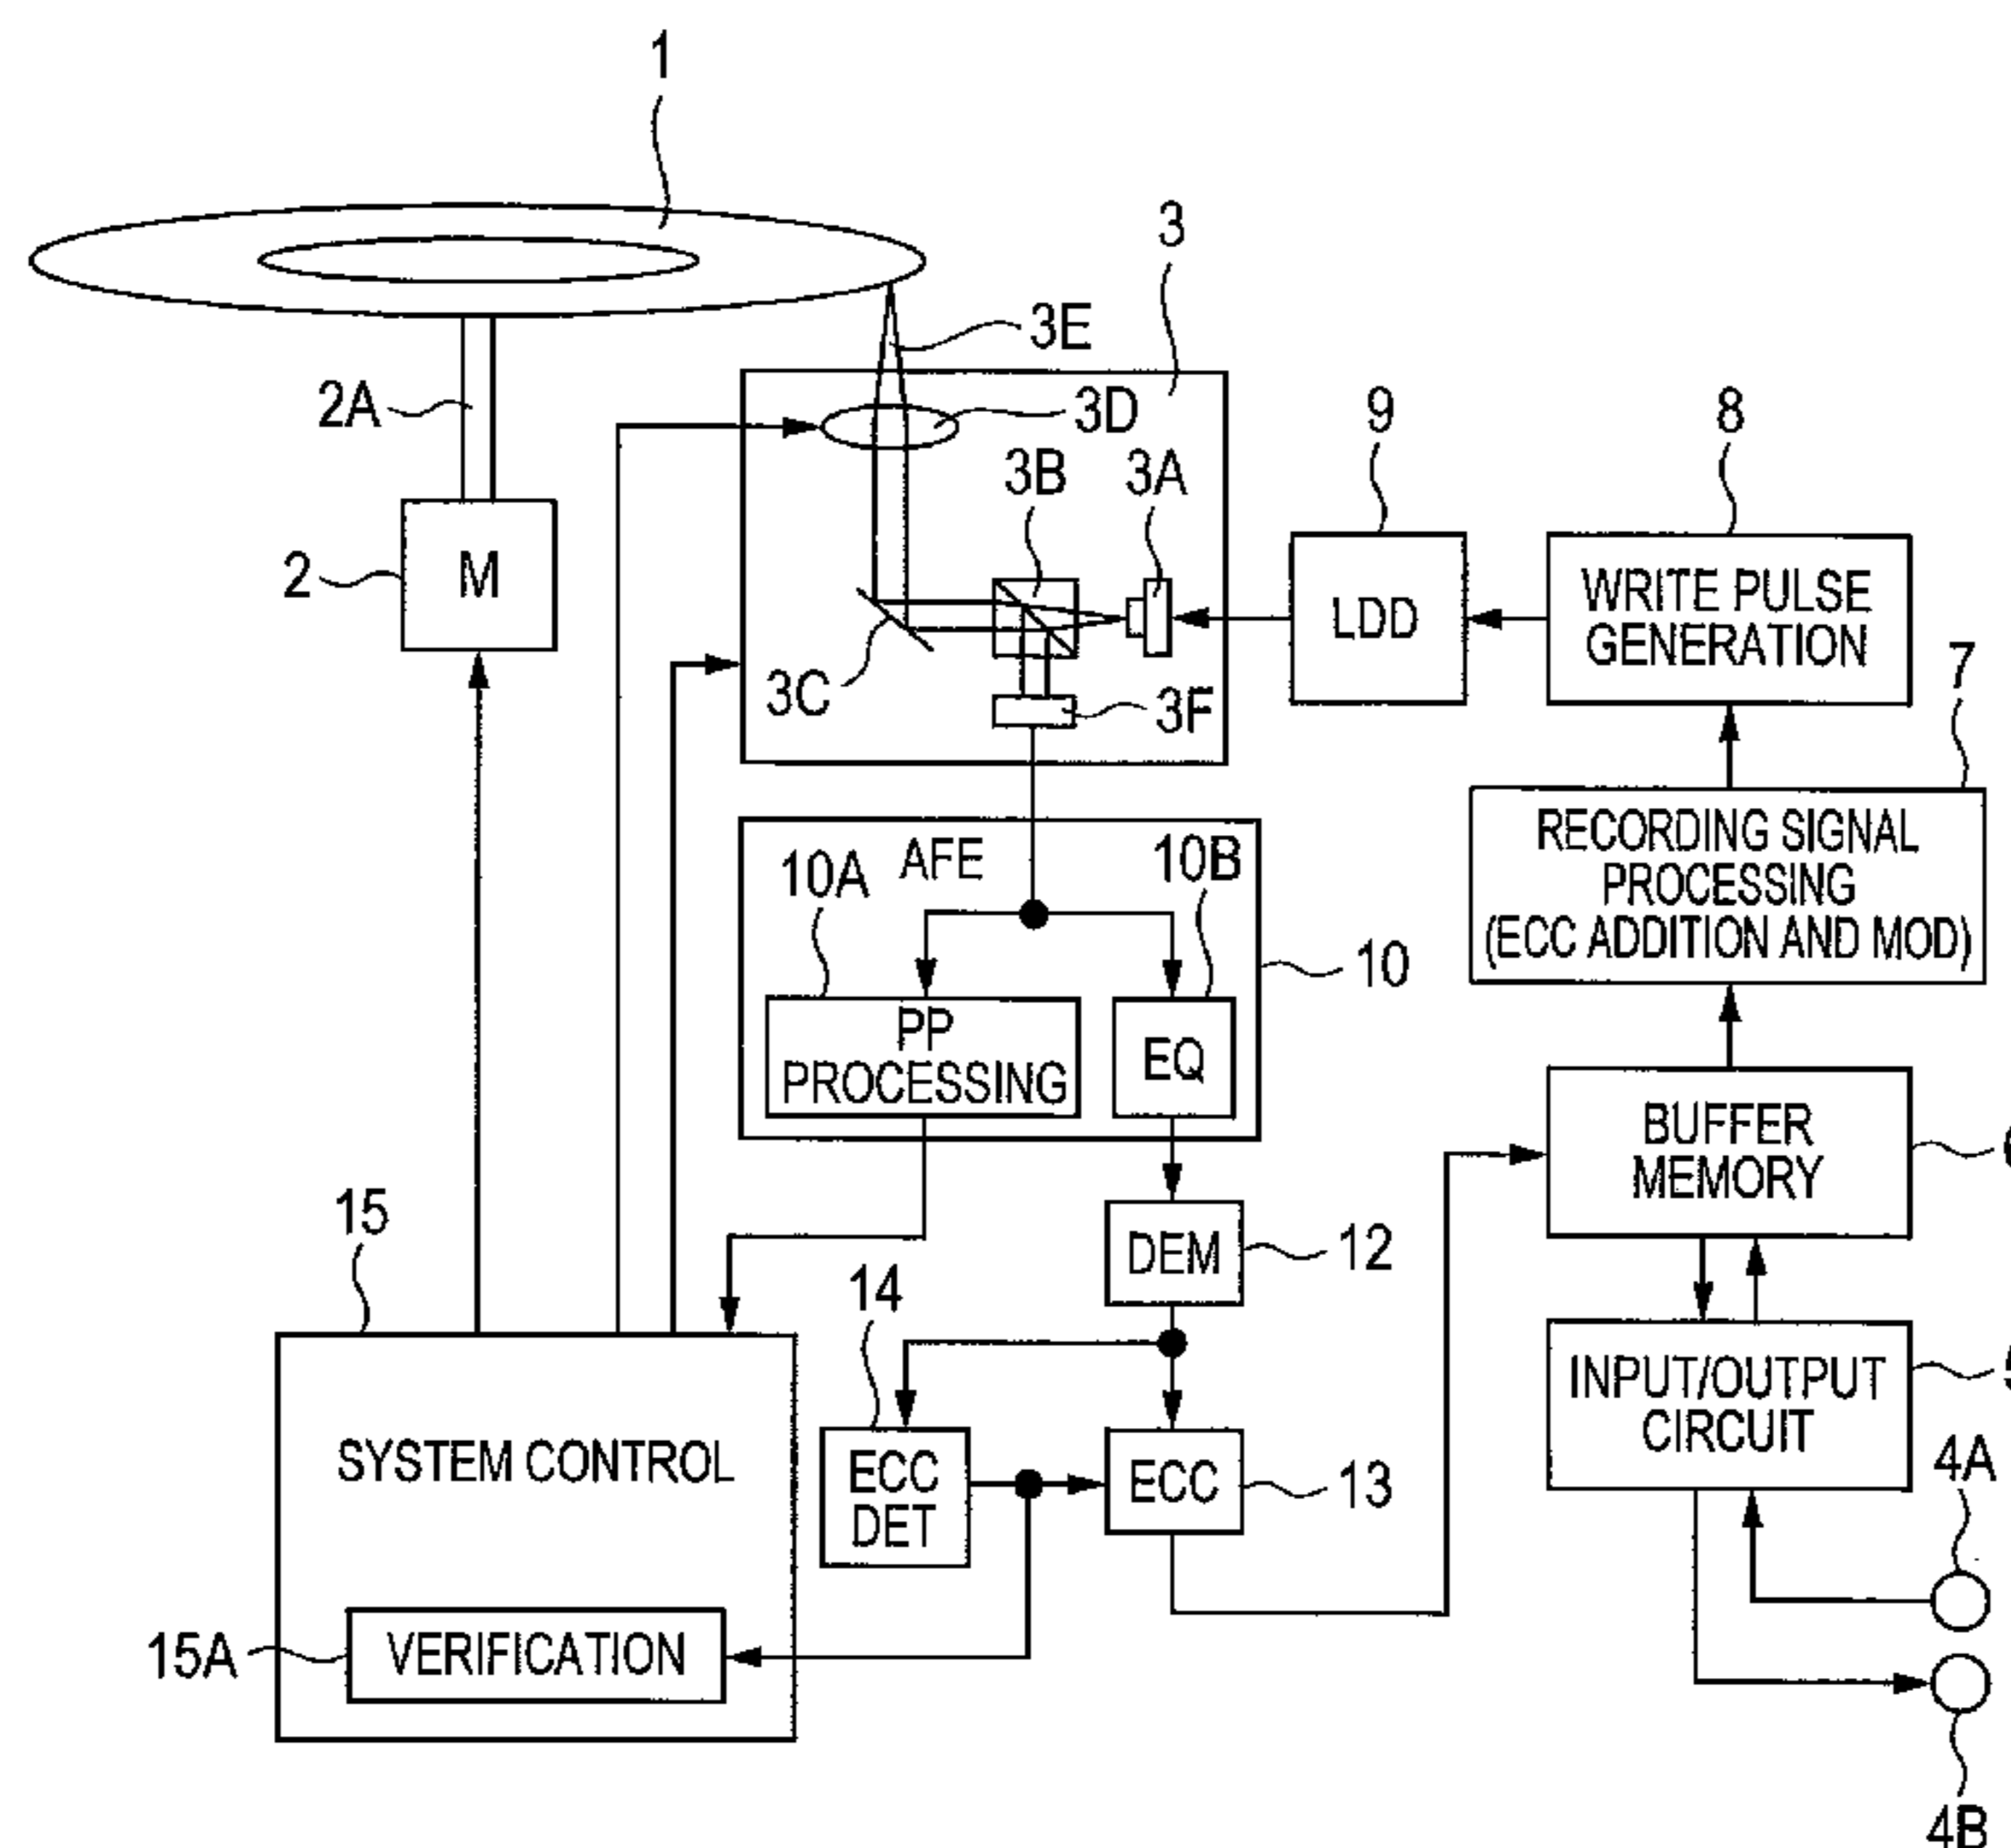 1
3
3E
2A
3D
9
8
3B
3A
2
M
LDD
WRITE PULSE
GENERATION
3C
3F
7
RECORDING SIGNAL
PROCESSING
(ECC ADDITION AND MOD)
AFE
10A
10B
10
PP
PROCESSING
EQ
BUFFER
MEMORY
15
DEM
12
14
INPUT/OUTPUT
CIRCUIT
SYSTEM CONTROL
ECC
DET
ECC
13
4A
15A
VERIFICATION
4B